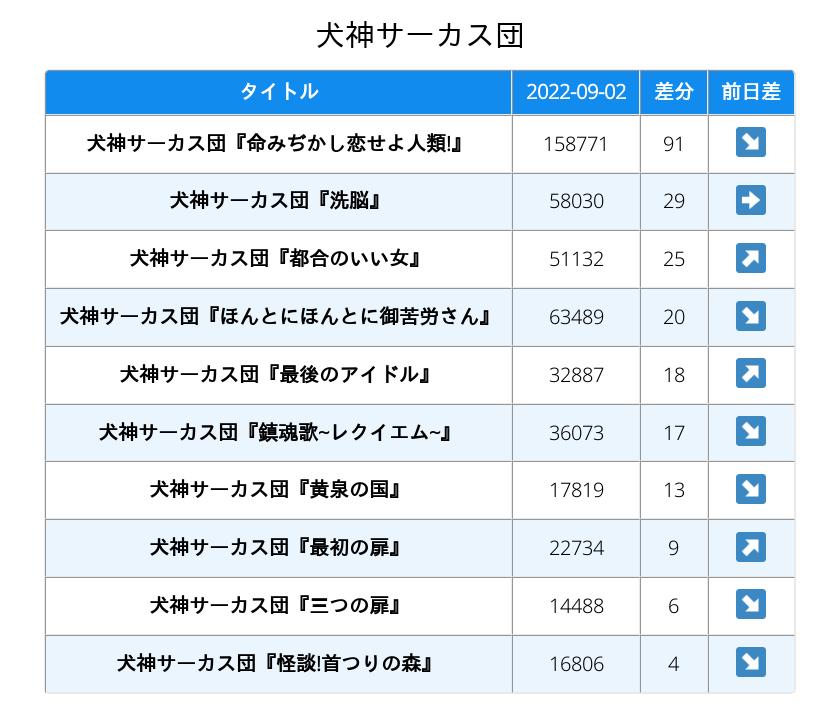 犬神サーカス団
タイトル 2022-09-02 差分 前日差
犬神サーカス団『命みぢかし恋せよ人類!』 158771 91 ↘
犬神サーカス団『洗脳』 58030 29 ➡
犬神サーカス団『都合のいい女』 51132 25 ↗
犬神サーカス団『ほんとにほんとに御苦労さん』 63489 20 ↘
犬神サーカス団『最後のアイドル』 32887 18 ↗
犬神サーカス団『鎮魂歌~レクイエム~』 36073 17 ↘
犬神サーカス団『黄泉の国』 17819 13 ↘
犬神サーカス団『最初の扉』 22734 9 ↗
犬神サーカス団『三つの扉』 14488 6 ↘
犬神サーカス団『怪談!首つりの森』 16806 4 ↘